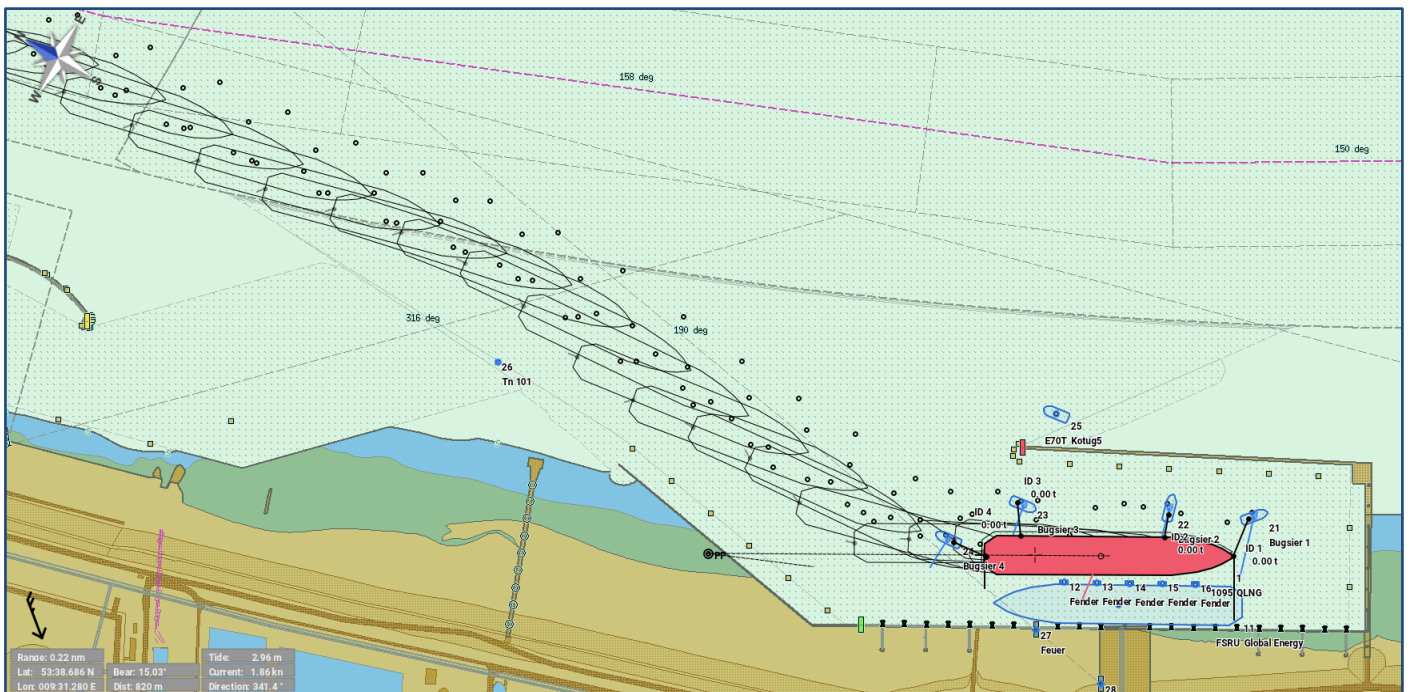 N
E
S
W
158 deg
150 deg
316 deg
190 deg
26
Tn 101
25
E70T Kotug5
ID 3
0.00 t
23
Bugsier 3
ID 4
0.00 t
24
Bugsier 4
22
Bugsier 2
0.00 t
21
Bugsier 1
ID 1
0.00 t
PP
1
1095 QLNG
12
13
14
15
16
Fender Fender Fender Fender Fender
11
FSRU Global Energy
27
Feuer
28
Range: 0.22 nm
Lat: 53:38.686 N
Lon: 009:31.280 E
Bear: 15.03°
Dist: 820 m
Tide: 2.96 m
Current: 1.86 kn
Direction: 341.4 °